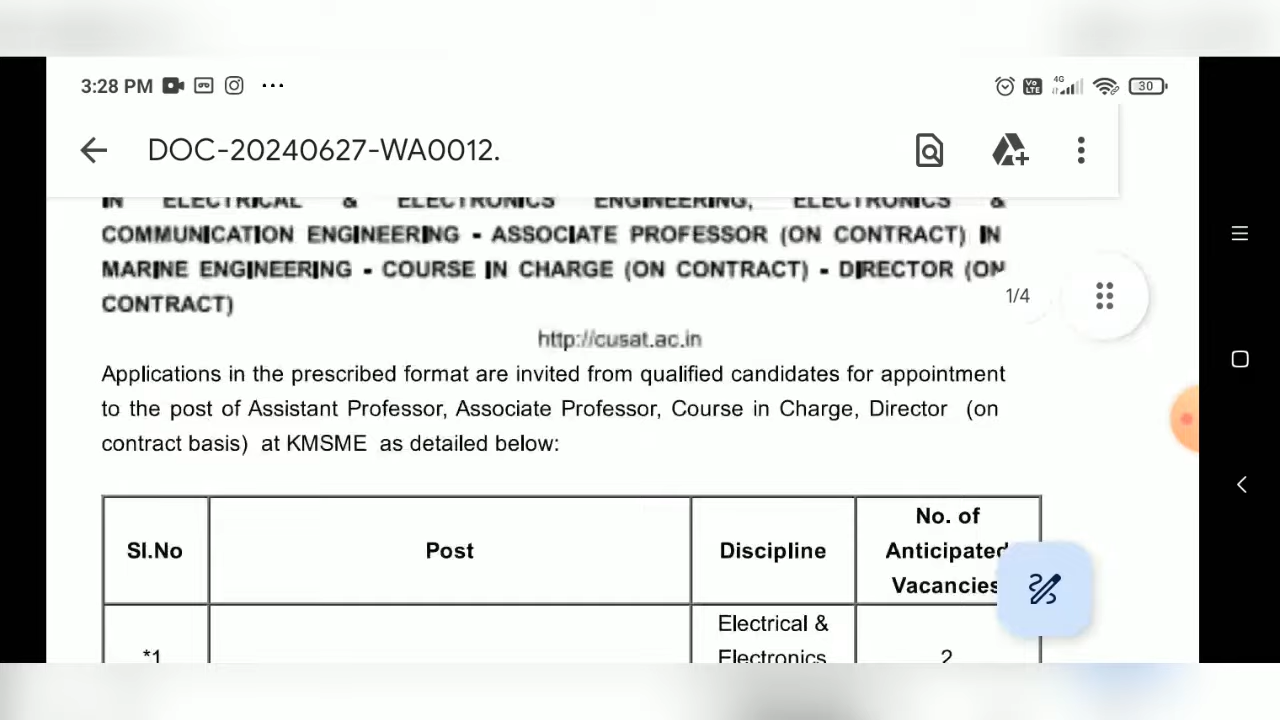 3:28 PM
4G
Vo
LTE
30
DOC-20240627-WA0012.
IN ELECTRICAL & ELECTRONICS ENGINEERING, ELECTRONICS &
COMMUNICATION ENGINEERING - ASSOCIATE PROFESSOR (ON CONTRACT) IN
MARINE ENGINEERING - COURSE IN CHARGE (ON CONTRACT) - DIRECTOR (ON
CONTRACT)
1/4
http://cusat.ac.in
Applications in the prescribed format are invited from qualified candidates for appointment
to the post of Assistant Professor, Associate Professor, Course in Charge, Director (on
contract basis) at KMSME as detailed below:
Sl.No
Post
Discipline
No. of
Anticipated
Vacancies
*1
Electrical &
Electronics
2